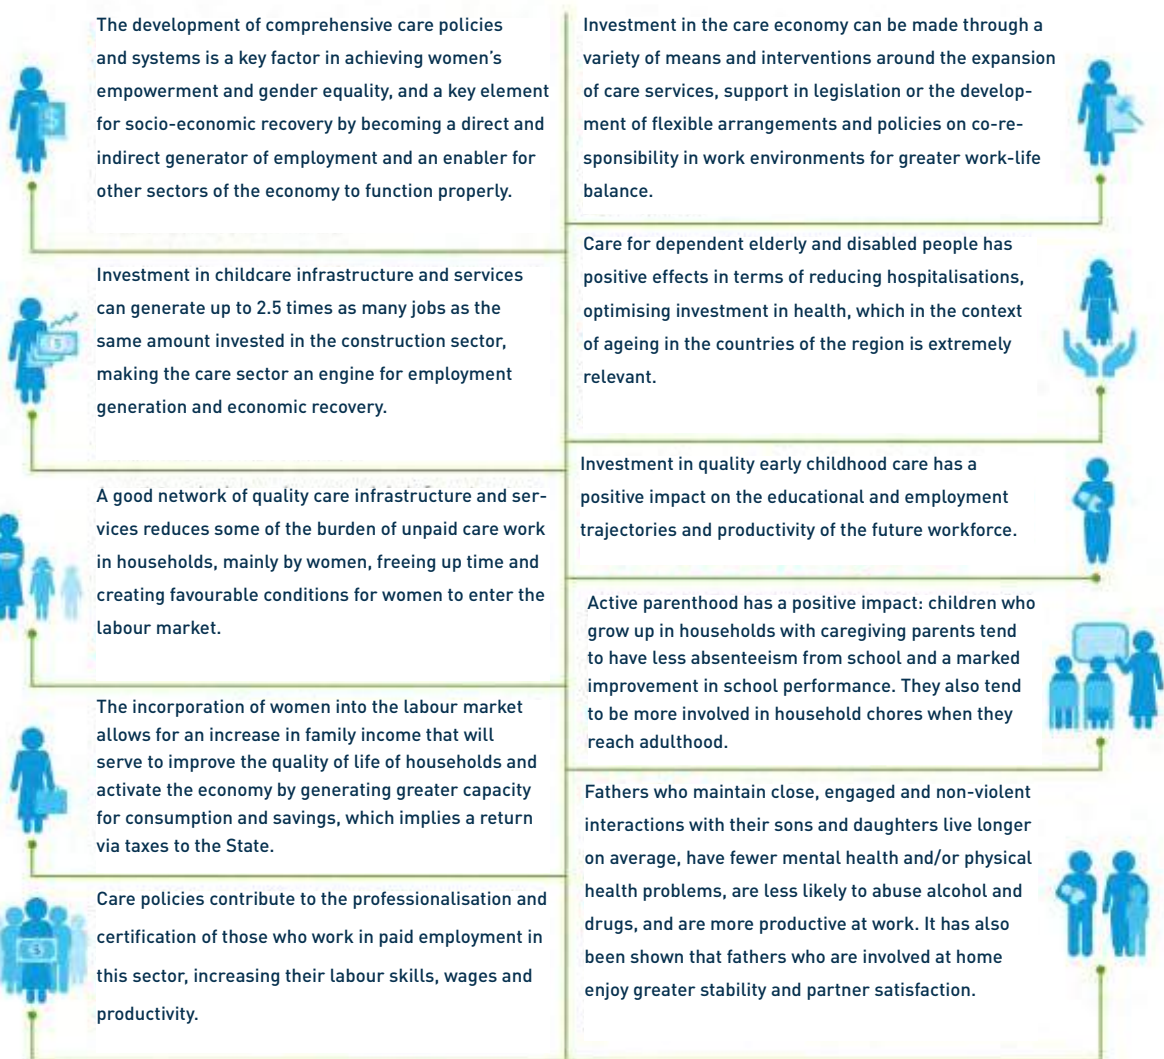 The development of comprehensive care policies
and systems is a key factor in achieving women's
empowerment and gender equality, and a key element
for socio-economic recovery by becoming a direct and
indirect generator of employment and an enabler for
other sectors of the economy to function properly.
Investment in childcare infrastructure and services
can generate up to 2.5 times as many jobs as the
same amount invested in the construction sector,
making the care sector an engine for employment
generation and economic recovery.
A good network of quality care infrastructure and ser-
vices reduces some of the burden of unpaid care work
in households, mainly by women, freeing up time and
creating favourable conditions for women to enter the
labour market.
The incorporation of women into the labour market
allows for an increase in family income that will
serve to improve the quality of life of households and
activate the economy by generating greater capacity
for consumption and savings, which implies a return
via taxes to the State.
Care policies contribute to the professionalisation and
certification of those who work in paid employment in
this sector, increasing their labour skills, wages and
productivity.
Investment in the care economy can be made through a
variety of means and interventions around the expansion
of care services, support in legislation or the develop-
ment of flexible arrangements and policies on co-re-
sponsibility in work environments for greater work-life
balance.
Care for dependent elderly and disabled people has
positive effects in terms of reducing hospitalisations,
optimising investment in health, which in the context
of ageing in the countries of the region is extremely
relevant.
Investment in quality early childhood care has a
positive impact on the educational and employment
trajectories and productivity of the future workforce.
Active parenthood has a positive impact: children who
grow up in households with caregiving parents tend
to have less absenteeism from school and a marked
improvement in school performance. They also tend
to be more involved in household chores when they
reach adulthood.
Fathers who maintain close, engaged and non-violent
interactions with their sons and daughters live longer
on average, have fewer mental health and/or physical
health problems, are less likely to abuse alcohol and
drugs, and are more productive at work. It has also
been shown that fathers who are involved at home
enjoy greater stability and partner satisfaction.